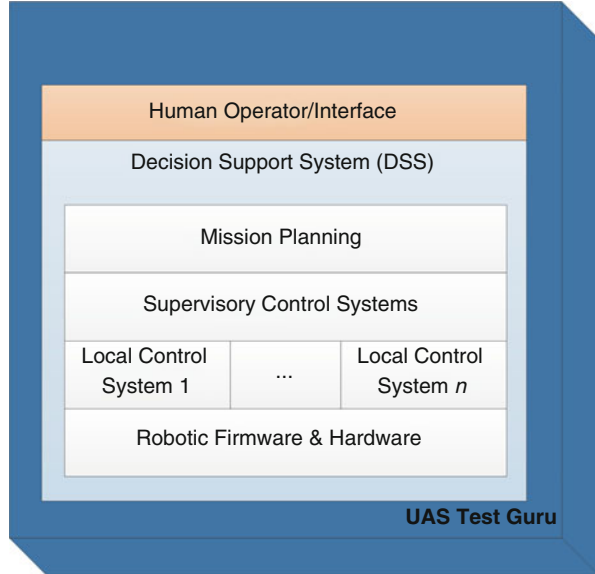 Human Operator/Interface
Decision Support System (DSS)
Mission Planning
Supervisory Control Systems
Local Control
System 1
...
Local Control
System n
Robotic Firmware & Hardware
UAS Test Guru